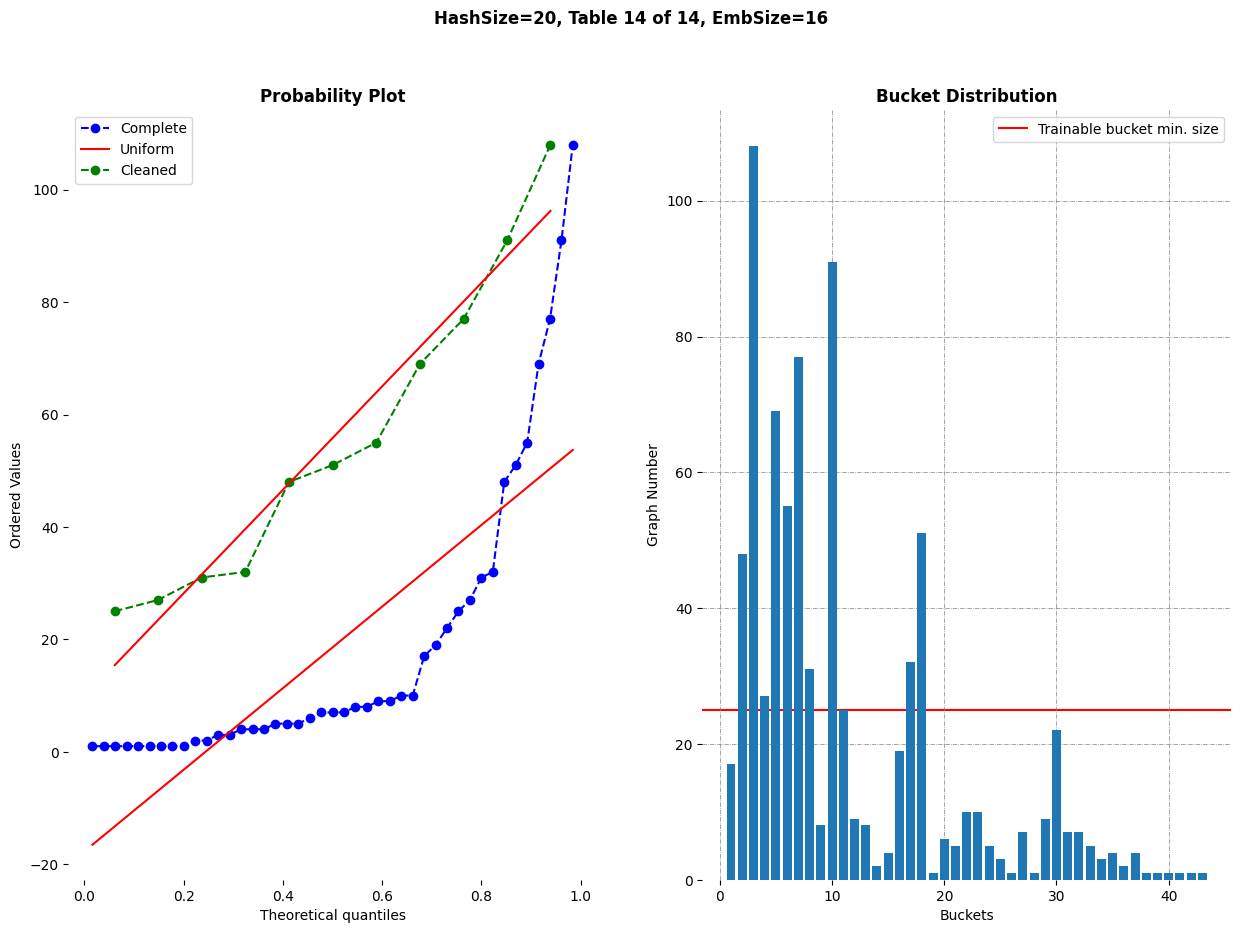 HashSize=20, Table 14 of 14, EmbSize=16
Probability Plot
Complete
Uniform
Cleaned
100
80
60
40
20
0
−20
Ordered Values
0.0 0.2 0.4 0.6 0.8 1.0
Theoretical quantiles
Bucket Distribution
Trainable bucket min. size
100
80
60
40
20
0
Graph Number
0 10 20 30 40
Buckets